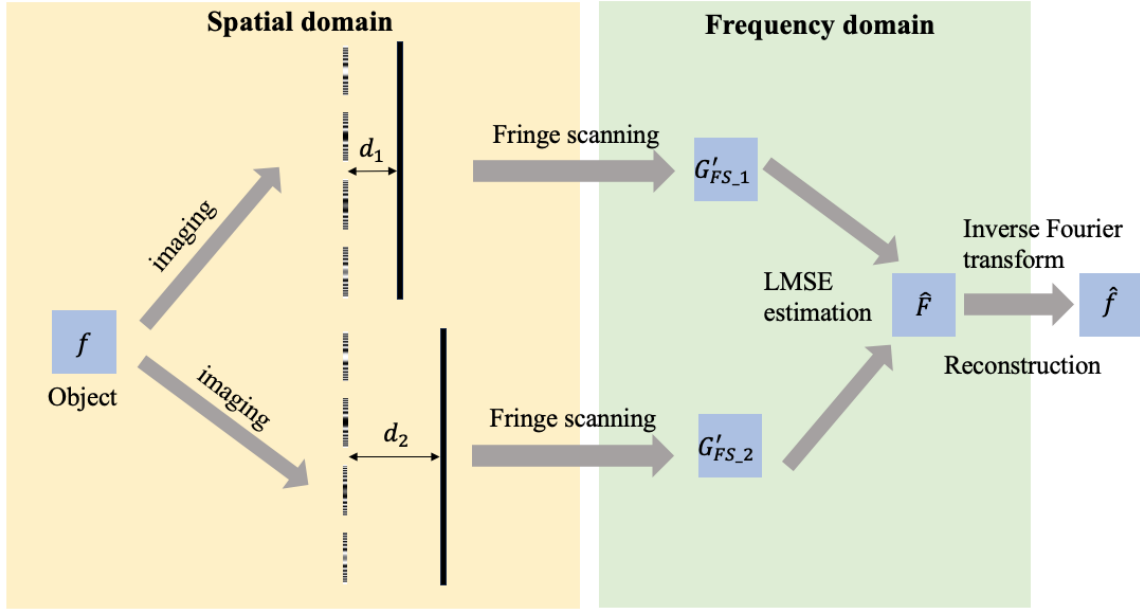 Spatial domain
Frequency domain
imaging
d₁
Fringe scanning
G′FS_1
f
Object
imaging
d₂
Fringe scanning
G′FS_2
LMSE
estimation
F̂
Inverse Fourier
transform
f̂
Reconstruction